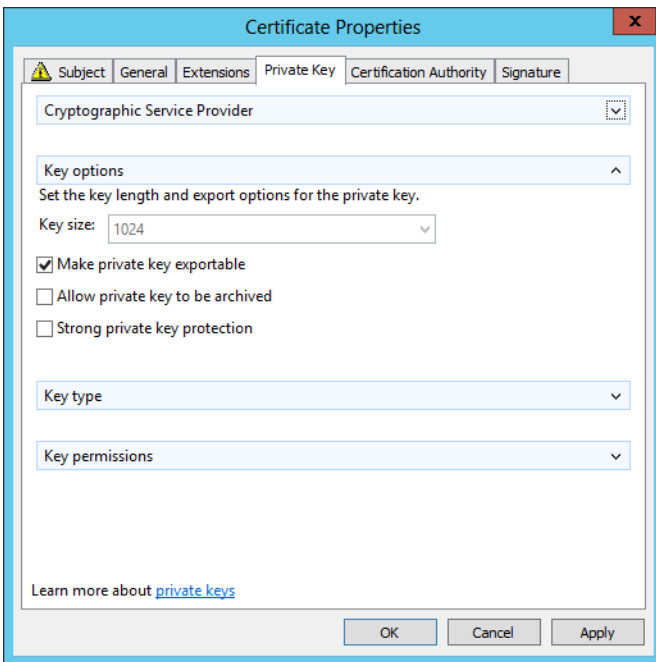 Certificate Properties
x
Subject General Extensions Private Key Certification Authority Signature
Cryptographic Service Provider
Key options
Set the key length and export options for the private key.
Key size: 1024
Make private key exportable
Allow private key to be archived
Strong private key protection
Key type
Key permissions
Learn more about private keys
OK Cancel Apply